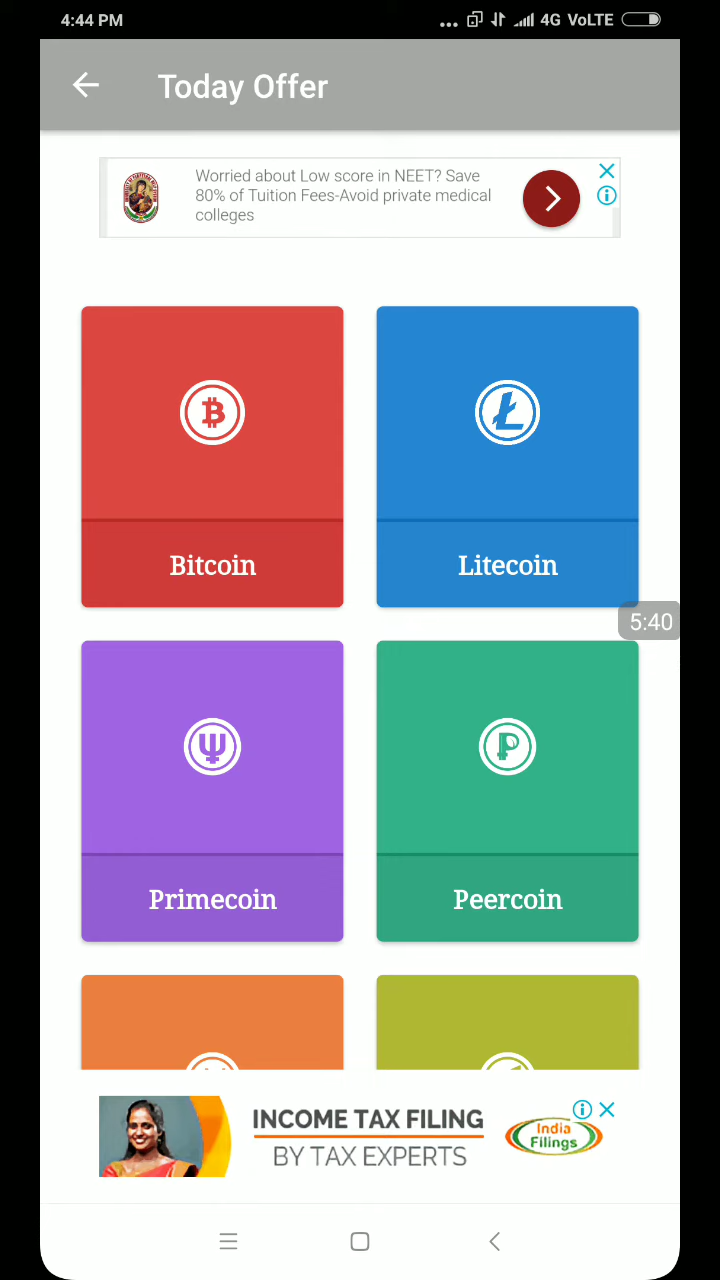 4:44 PM
... 4G VoLTE
Today Offer
Worried about Low score in NEET? Save
80% of Tuition Fees-Avoid private medical
colleges
Bitcoin
Litecoin
5:40
Primecoin
Peercoin
INCOME TAX FILING
BY TAX EXPERTS
India
Filings